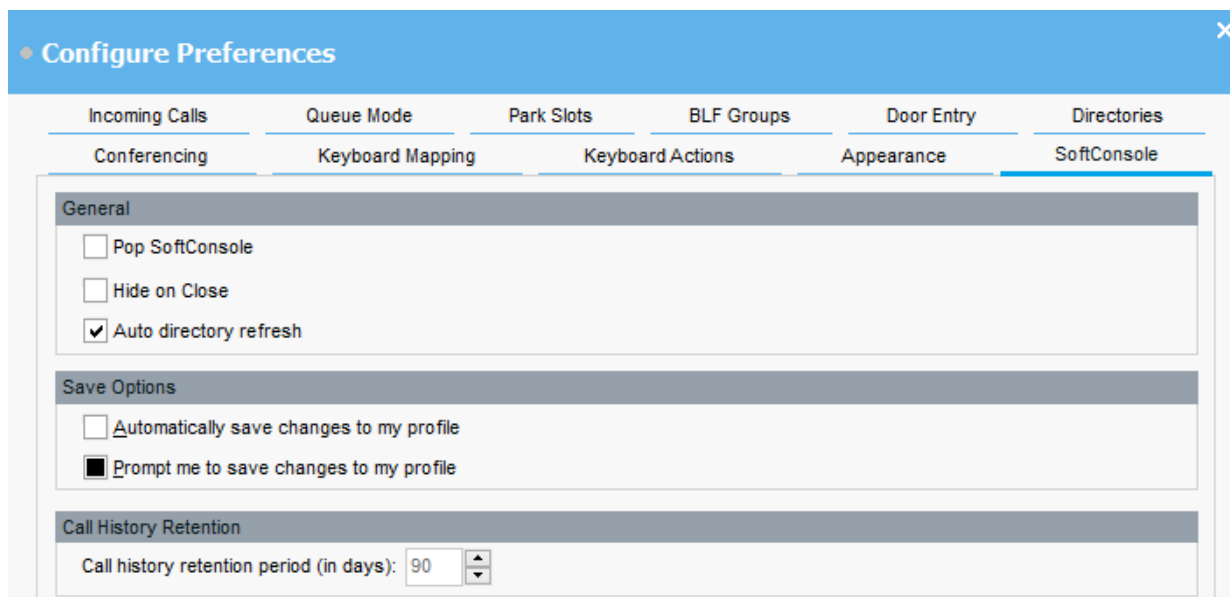 Configure Preferences
Incoming Calls Queue Mode Park Slots BLF Groups Door Entry Directories
Conferencing Keyboard Mapping Keyboard Actions Appearance SoftConsole
General
Pop SoftConsole
Hide on Close
Auto directory refresh
Save Options
Automatically save changes to my profile
Prompt me to save changes to my profile
Call History Retention
Call history retention period (in days): 90